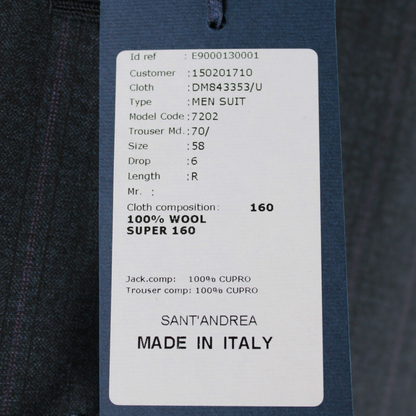 Id ref : E9000130001
Customer :150201710
Cloth :DM843353/U
Type :MEN SUIT
Model Code :7202
Trouser Md. :70/
Size :58
Drop :6
Length :R
Mr. :
Cloth composition: 160
100% WOOL
SUPER 160
Jack.comp: 100% CUPRO
Trouser comp: 100% CUPRO
SANT'ANDREA
MADE IN ITALY